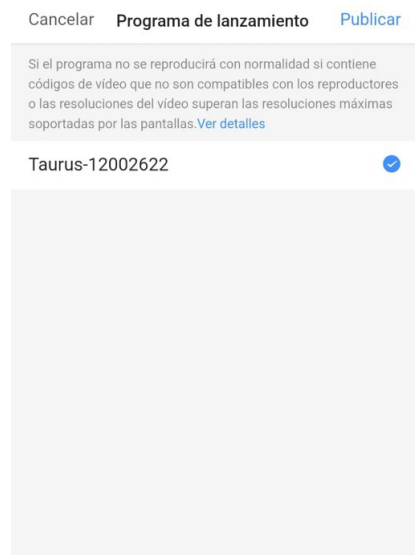 Cancelar Programa de lanzamiento Publicar
Si el programa no se reproducirá con normalidad si contiene
códigos de vídeo que no son compatibles con los reproductores
o las resoluciones del vídeo superan las resoluciones máximas
soportadas por las pantallas.Ver detalles
Taurus-12002622